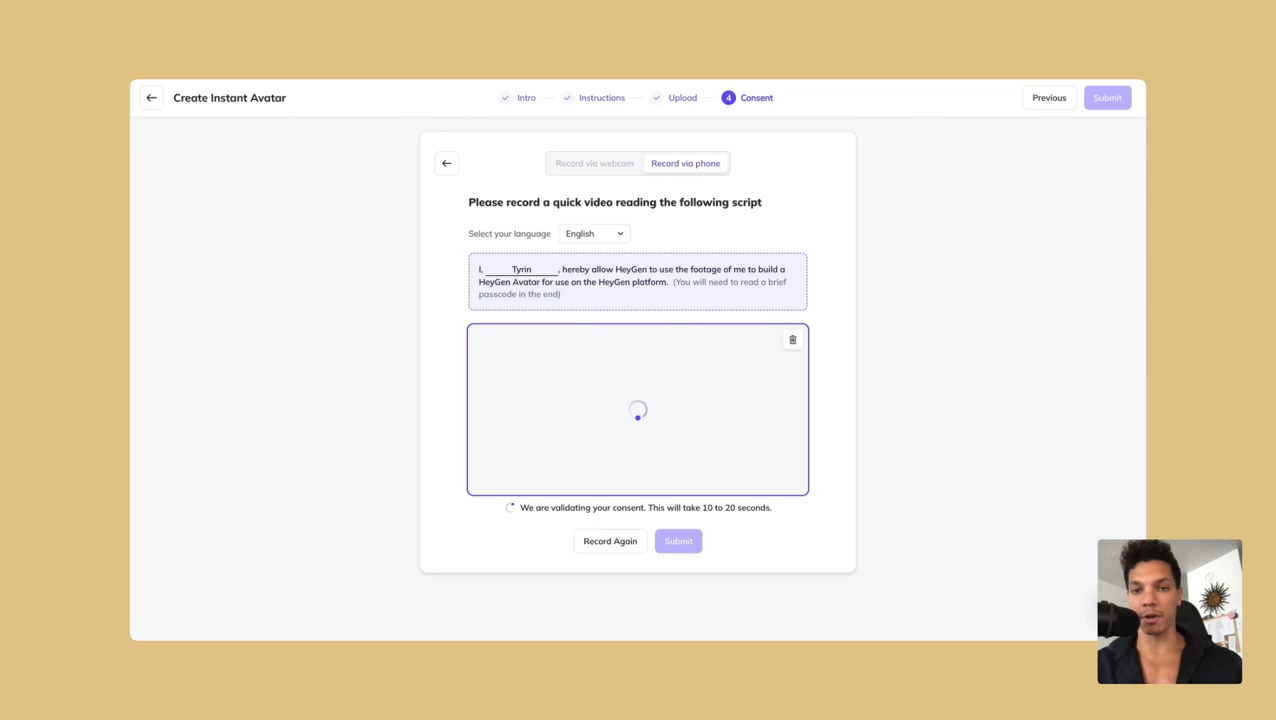 Create Instant Avatar
Intro
Instructions
Upload
4 Consent
Previous
Submit
Record via webcam
Record via phone
Please record a quick video reading the following script
Select your language
English
I, Tyrin, hereby allow HeyGen to use the footage of me to build a
HeyGen Avatar for use on the HeyGen platform. (You will need to read a brief
passcode in the end)
We are validating your consent. This will take 10 to 20 seconds.
Record Again
Submit